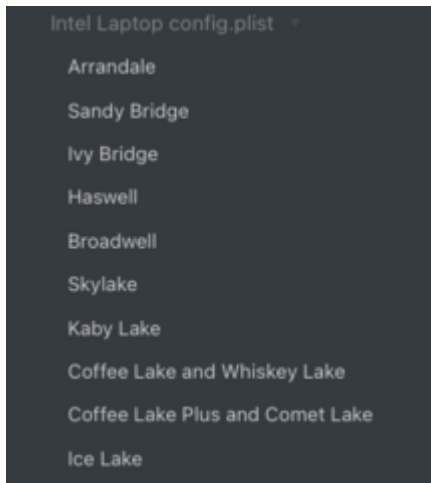 Intel Laptop config.plist
Arrandale
Sandy Bridge
Ivy Bridge
Haswell
Broadwell
Skylake
Kaby Lake
Coffee Lake and Whiskey Lake
Coffee Lake Plus and Comet Lake
Ice Lake